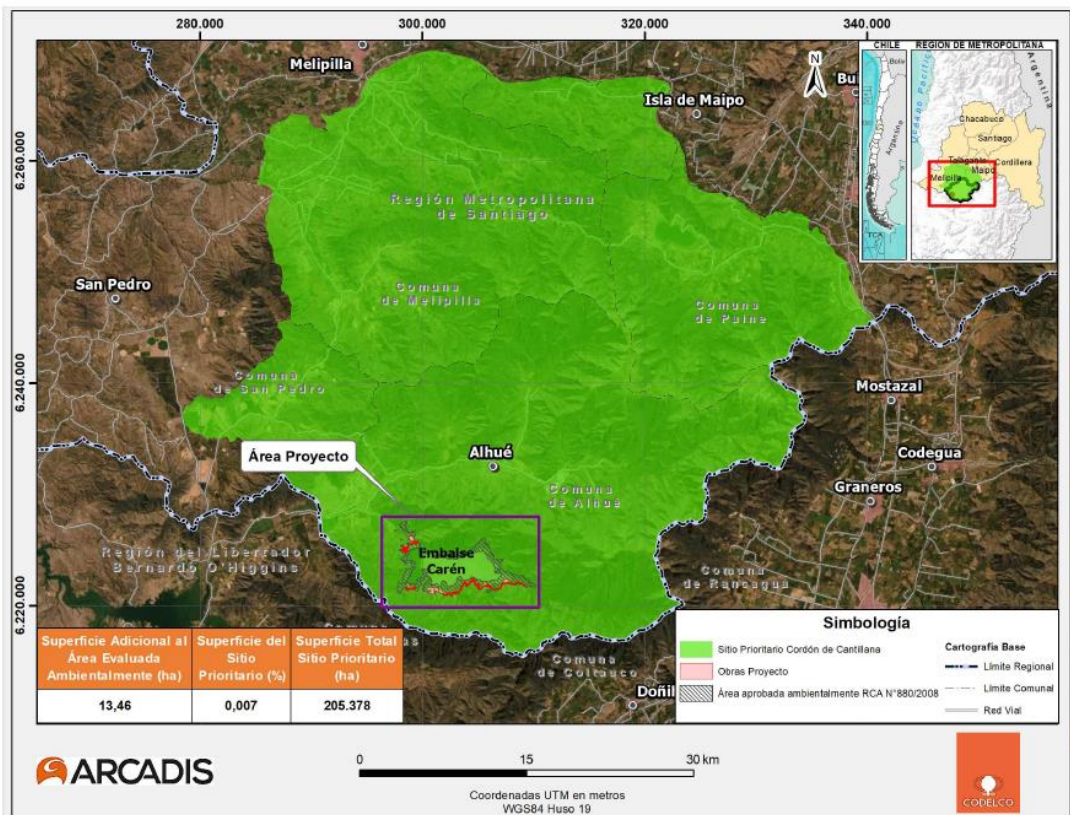 280.000
300.000
320.000
340.000
Melipilla
N
Isla de Maipo
CHILE
REGION DE METROPOLITANA
Argentina
Chacabuco
Santiago
Talagante
Cordillera
Maipo
Melipilla
Argentina
TCA
6.260.000
Región Metropolitana
de Santiago
San Pedro
Comuna
de Melipilla
Comuna
de Paine
6.240.000
Comuna
de San Pedro
Mostazal
Área Proyecto
Alhué
Codegua
Comuna
de Alhué
Graneros
Región del Libertador
Bernardo O'Higgins
Embalse
Carén
Comuna
de Rancagua
6.220.000
Comuna
de Coltauco
Doñil
Superficie Adicional al
Área Evaluada
Ambientalmente (ha)
Superficie del
Sitio
Prioritario (%)
Superficie Total
Sitio Prioritario
(ha)
13,46
0,007
205.378
Simbología
Sitio Prioritario Cordón de Cantillana
Obras Proyecto
Área aprobada ambientalmente RCA N°880/2008
Cartografía Base
Límite Regional
Límite Comunal
Red Vial
ARCADIS
0
15
30 km
Coordenadas UTM en metros
WGS84 Huso 19
CODELCO